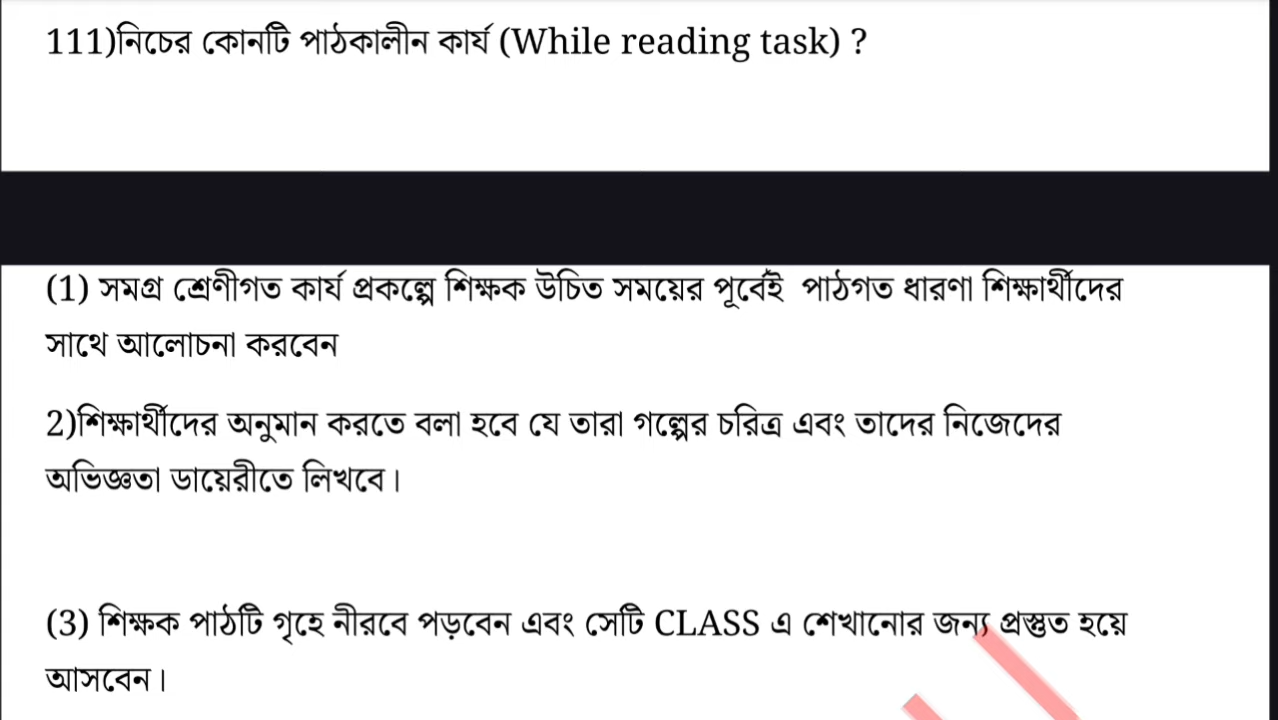 111)নিচের কোনটি পাঠকালীন কার্য (While reading task) ?
(1) সমগ্র শ্রেণীগত কার্য প্রকল্পে শিক্ষক উচিত সময়ের পূর্বেই পাঠগত ধারণা শিক্ষার্থীদের
সাথে আলোচনা করবেন
2)শিক্ষার্থীদের অনুমান করতে বলা হবে যে তারা গল্পের চরিত্র এবং তাদের নিজেদের
অভিজ্ঞতা ডায়েরীতে লিখবে।
(3) শিক্ষক পাঠটি গৃহে নীরবে পড়বেন এবং সেটি CLASS এ শেখানোর জন্য প্রস্তুত হয়ে
আসবেন।